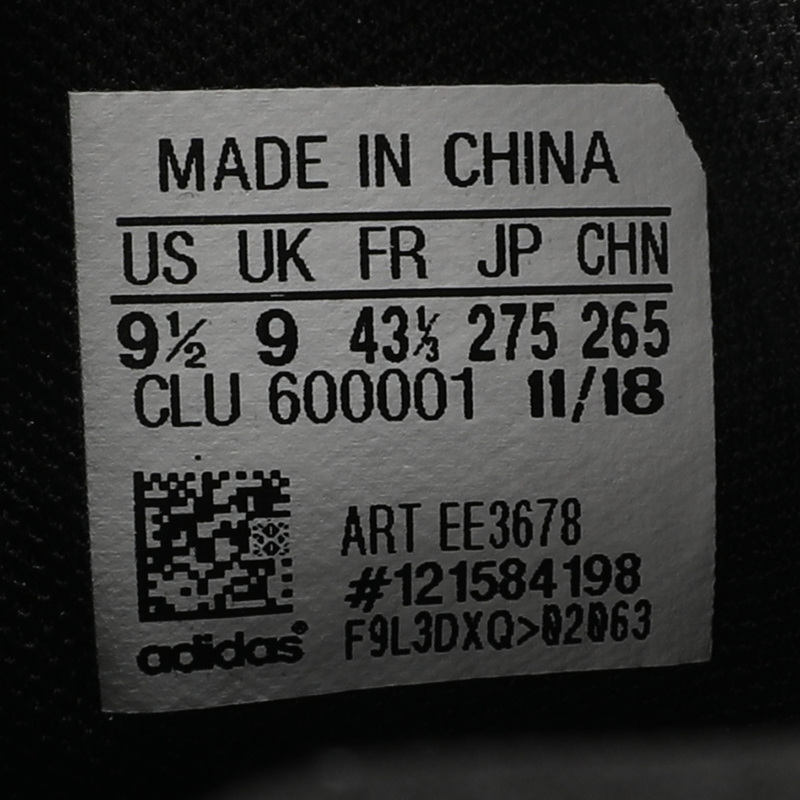 MADE IN CHINA
US UK FR JP CHN
9½ 9 43⅓ 275 265
CLU 600001 11/18
ART EE3678
#121584198
F9L3DXQ>02063
adidas®